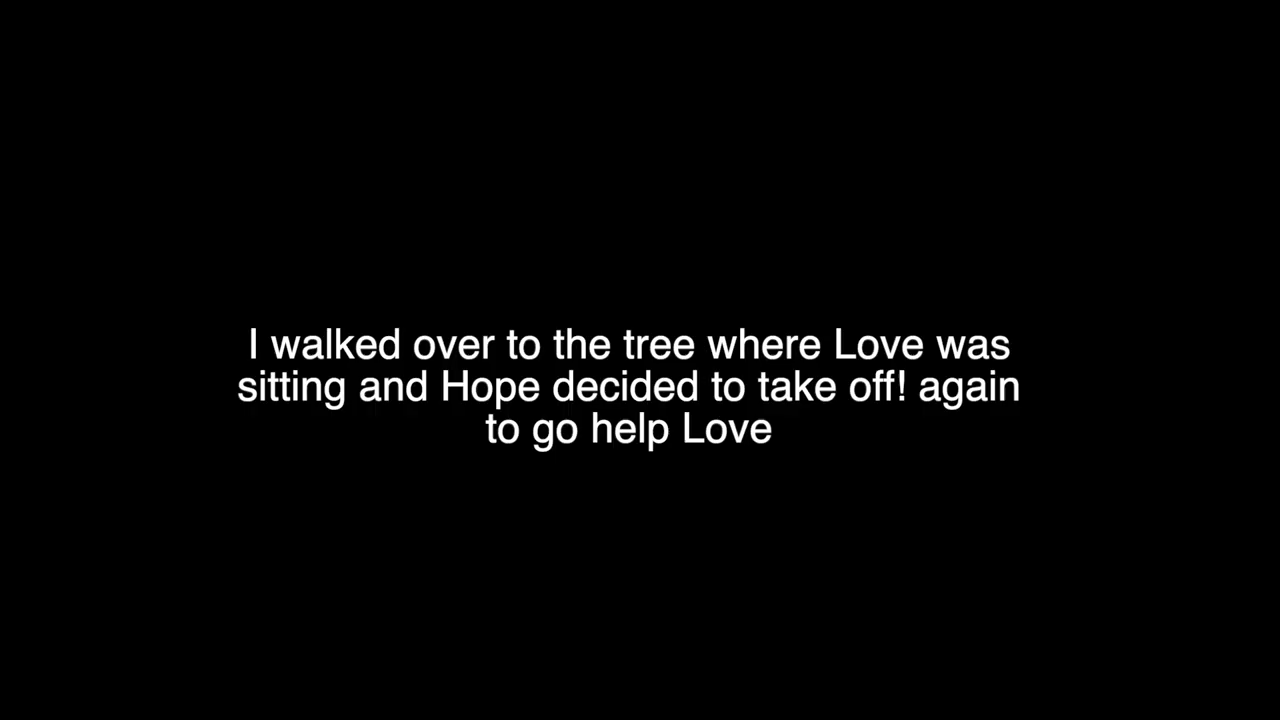 I walked over to the tree where Love was
sitting and Hope decided to take off! again
to go help Love